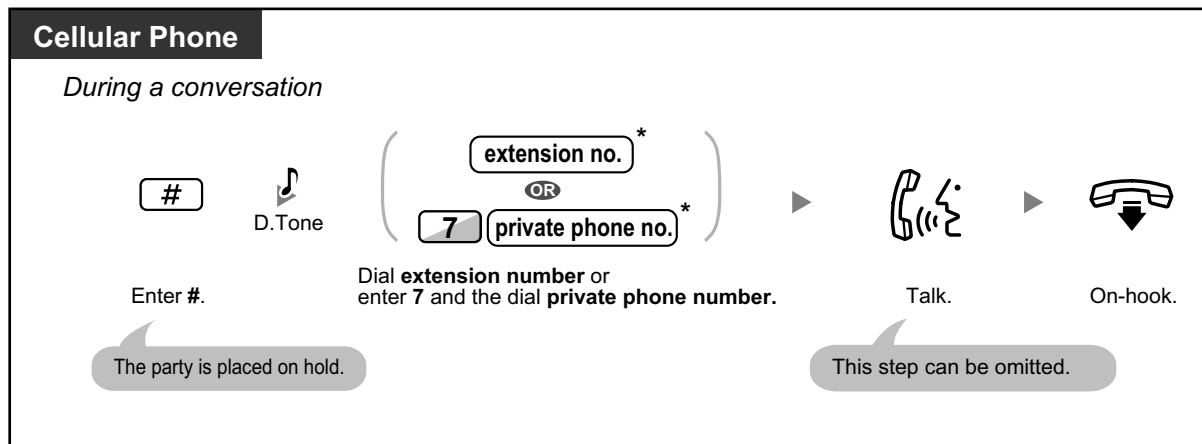 Cellular Phone
During a conversation
extension no. *
OR
# D.Tone 7 private phone no. *
Dial extension number or
enter 7 and the dial private phone number.
Enter #. Talk. On-hook.
The party is placed on hold. This step can be omitted.